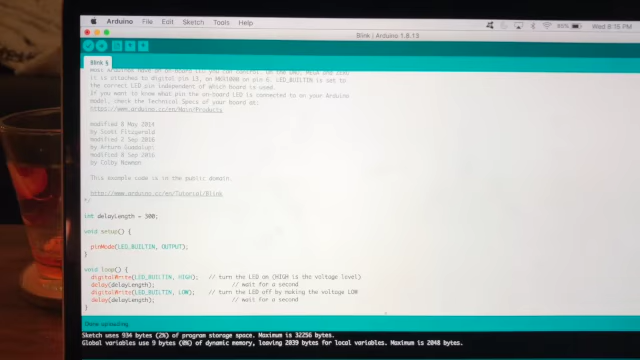 Arduino File Edit Sketch Tools Help
80% Wed 8:15 PM
Blink | Arduino 1.8.13
Blink §
it is attached to digital pin 13, on MKR1000 on pin 6. LED_BUILTIN is set to
the correct LED pin independent of which board is used.
If you want to know what pin the on-board LED is connected to on your Arduino
model, check the Technical Specs of your board at:
https://www.arduino.cc/en/Main/Products
modified 8 May 2014
by Scott Fitzgerald
modified 2 Sep 2016
by Arturo Guadalupi
modified 8 Sep 2016
by Colby Newman
This example code is in the public domain.
http://www.arduino.cc/en/Tutorial/Blink
*/
int delayLength = 300;
void setup() {
pinMode(LED_BUILTIN, OUTPUT);
}
void loop() {
digitalWrite(LED_BUILTIN, HIGH); // turn the LED on (HIGH is the voltage level)
delay(delayLength); // wait for a second
digitalWrite(LED_BUILTIN, LOW); // turn the LED off by making the voltage LOW
delay(delayLength); // wait for a second
}
Done uploading
Sketch uses 934 bytes (2%) of program storage space. Maximum is 32256 bytes.
Global variables use 9 bytes (0%) of dynamic memory, leaving 2039 bytes for local variables. Maximum is 2048 bytes.